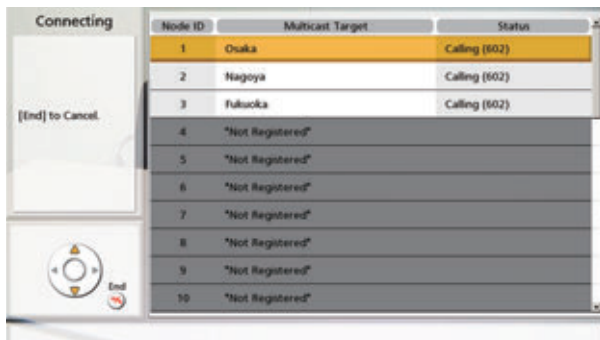 Connecting
[End] to Cancel.
End
Node ID Multicast Target Status
1 Osaka Calling (602)
2 Nagoya Calling (602)
3 Fukuoka Calling (602)
4 "Not Registered"
5 "Not Registered"
6 "Not Registered"
7 "Not Registered"
8 "Not Registered"
9 "Not Registered"
10 "Not Registered"